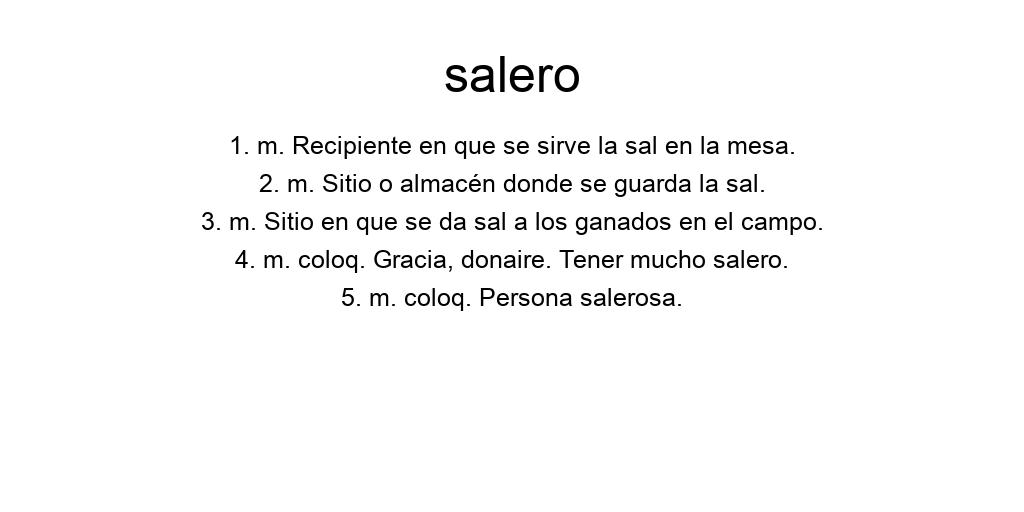 salero
1. m. Recipiente en que se sirve la sal en la mesa.
2. m. Sitio o almacén donde se guarda la sal.
3. m. Sitio en que se da sal a los ganados en el campo.
4. m. coloq. Gracia, donaire. Tener mucho salero.
5. m. coloq. Persona salerosa.